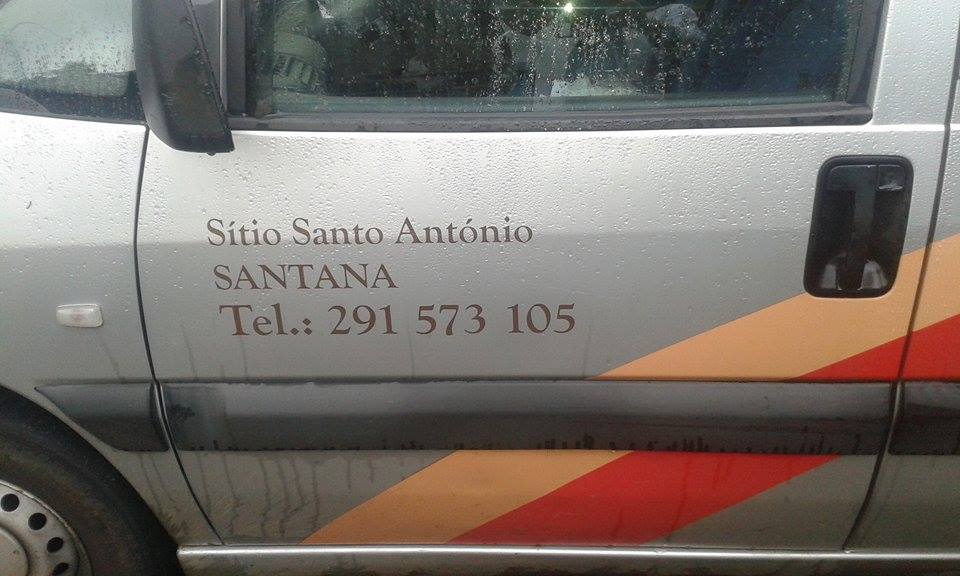 Sítio Santo António
SANTANA
Tel.: 291 573 105